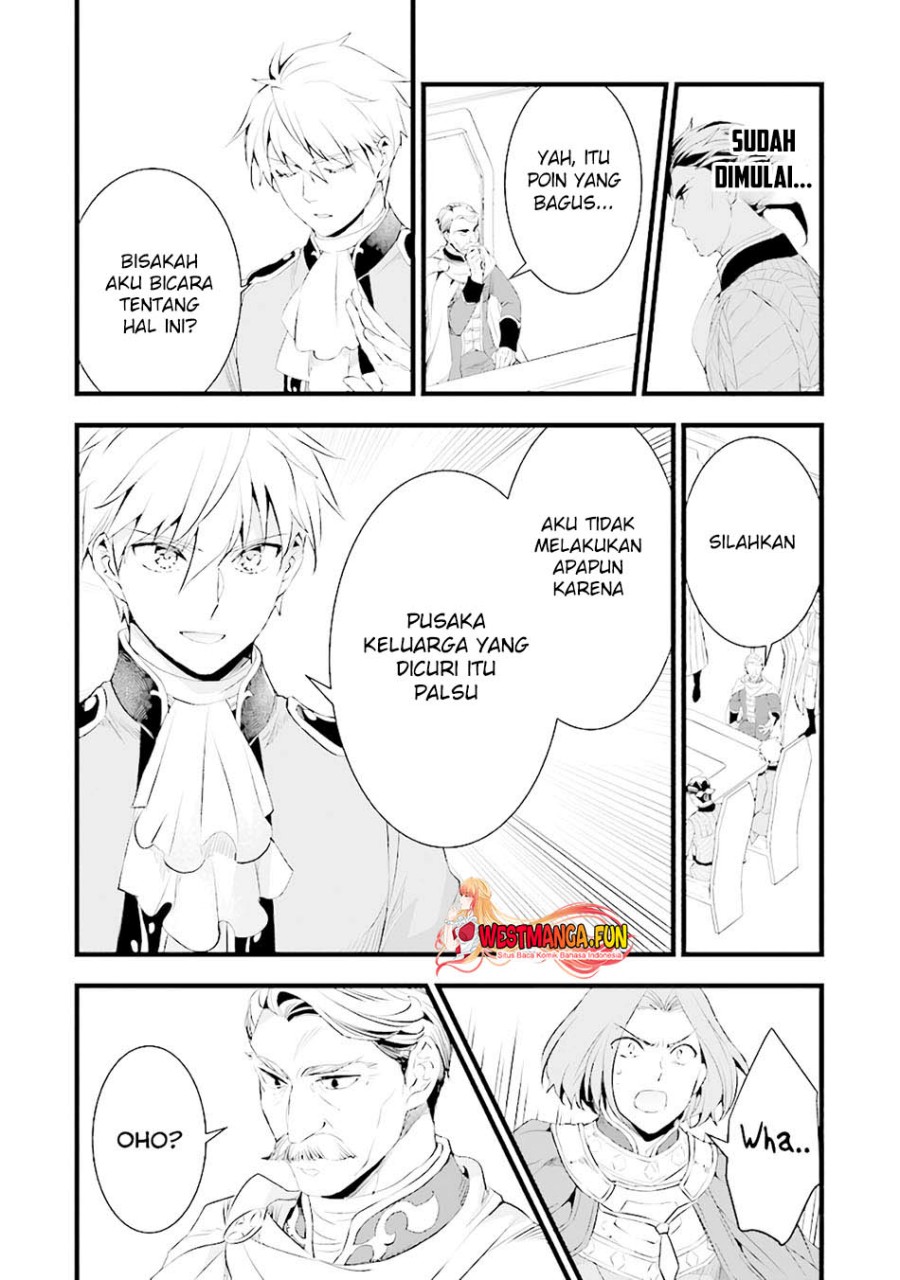 SUDAH
DIMULAI...
YAH, ITU
POIN YANG
BAGUS...
BISAKAH
AKU BICARA
TENTANG
HAL INI?
SILAHKAN
AKU TIDAK
MELAKUKAN
APAPUN
KARENA
PUSAKA
KELUARGA YANG
DICURI ITU
PALSU
WESTMANGA.FUN
Situs Baca Komik Bahasa Indonesia
Wha..
OHO?